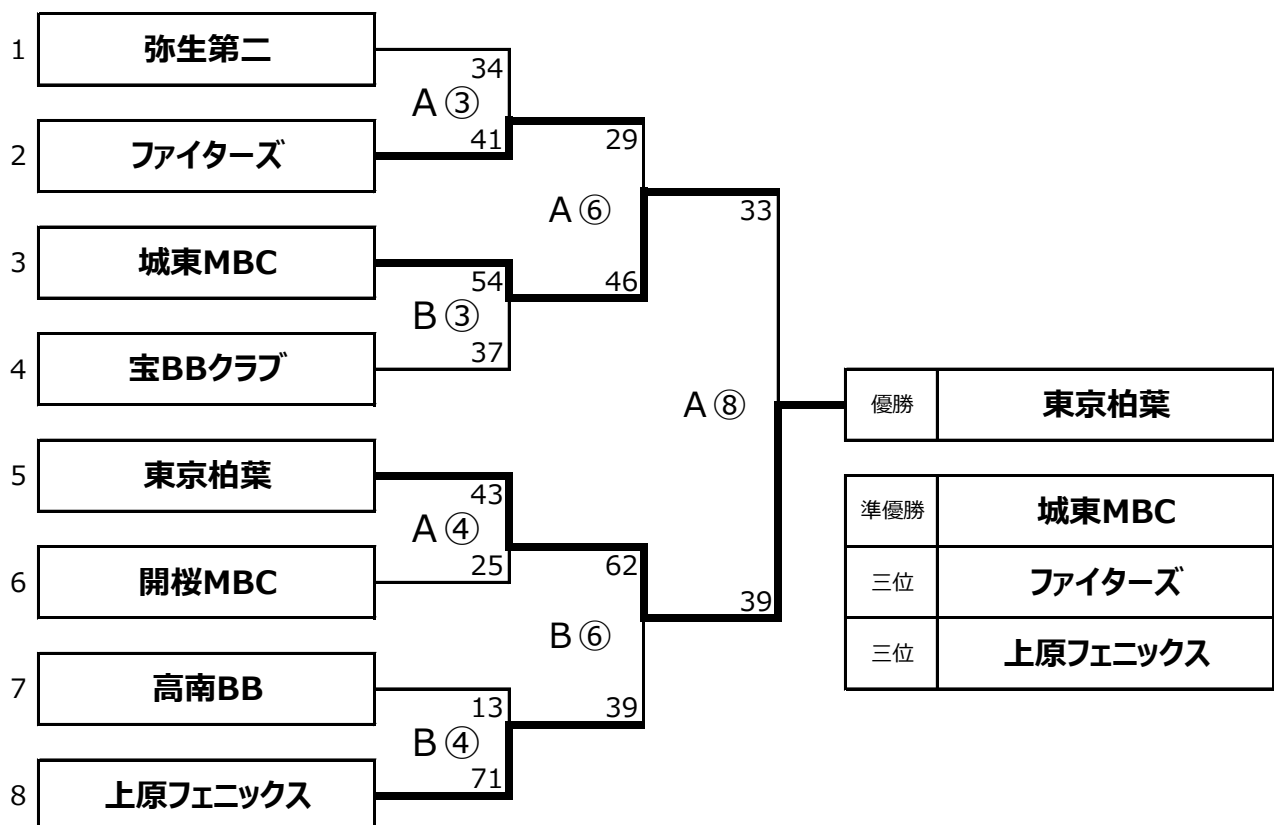 1 弥生第二
34
A③
41
2 ファイターズ
29
A⑥
33
3 城東MBC
54
46
B③
37
4 宝BBクラブ
A⑧
優勝 東京柏葉
5 東京柏葉
43
準優勝 城東MBC
A④
25
62
6 開桜MBC
三位 ファイターズ
39
B⑥
三位 上原フェニックス
7 高南BB
13
39
B④
71
8 上原フェニックス